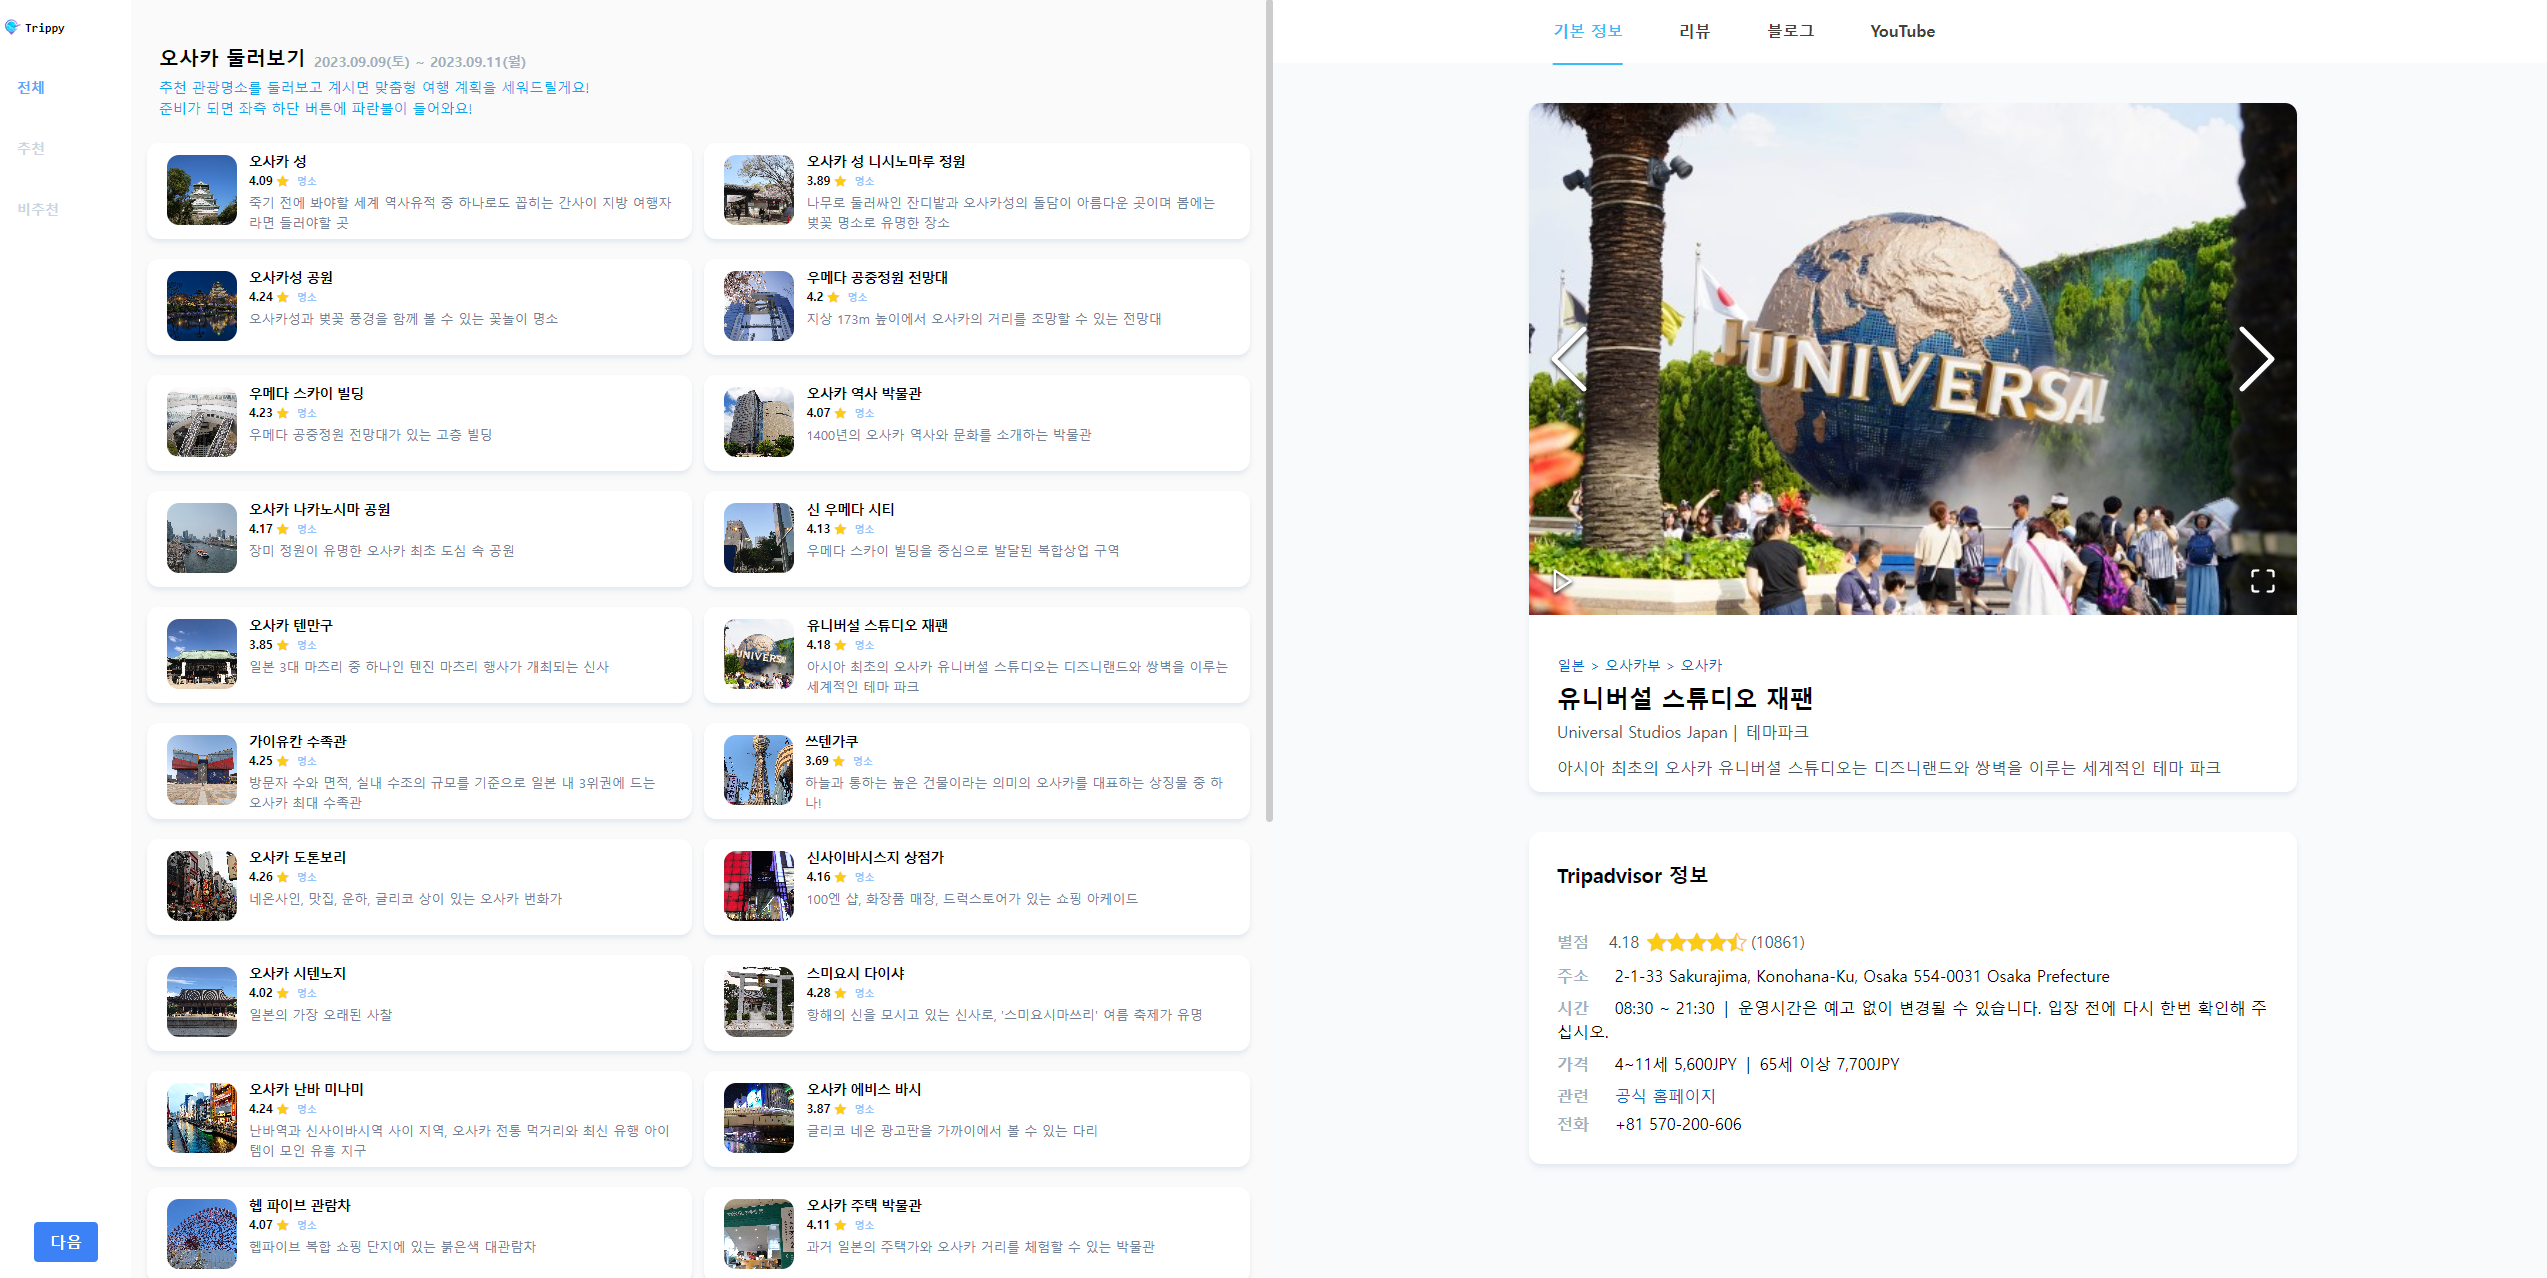 Trippy
전체
추천
비추천
다음
오사카 둘러보기 2023.09.09(토) ~ 2023.09.11(월)
추천 관광명소를 둘러보고 계시면 맞춤형 여행 계획을 세워드릴게요!
준비가 되면 좌측 하단 버튼에 파란불이 들어와요!
오사카 성
4.09 명소
죽기 전에 봐야할 세계 역사유적 중 하나로도 꼽히는 간사이 지방 여행자
라면 들러야할 곳
오사카 성 니시노마루 정원
3.89 명소
나무로 둘러싸인 잔디밭과 오사카성의 돌담이 아름다운 곳이며 봄에는
벚꽃 명소로 유명한 장소
오사카성 공원
4.24 명소
오사카성과 벚꽃 풍경을 함께 볼 수 있는 꽃놀이 명소
우메다 공중정원 전망대
4.2 명소
지상 173m 높이에서 오사카의 거리를 조망할 수 있는 전망대
우메다 스카이 빌딩
4.23 명소
우메다 공중정원 전망대가 있는 고층 빌딩
오사카 역사 박물관
4.07 명소
1400년의 오사카 역사와 문화를 소개하는 박물관
오사카 나카노시마 공원
4.17 명소
장미 정원이 유명한 오사카 최초 도심 속 공원
신 우메다 시티
4.13 명소
우메다 스카이 빌딩을 중심으로 발달된 복합상업 구역
오사카 텐만구
3.85 명소
일본 3대 마츠리 중 하나인 텐진 마츠리 행사가 개최되는 신사
유니버설 스튜디오 재팬
4.18 명소
아시아 최초의 오사카 유니버셜 스튜디오는 디즈니랜드와 쌍벽을 이루는
세계적인 테마 파크
가이유칸 수족관
4.25 명소
방문자 수와 면적, 실내 수조의 규모를 기준으로 일본 내 3위권에 드는
오사카 최대 수족관
쓰텐가쿠
3.69 명소
하늘과 통하는 높은 건물이라는 의미의 오사카를 대표하는 상징물 중 하
나!
오사카 도톤보리
4.26 명소
네온사인, 맛집, 운하, 글리코 상이 있는 오사카 번화가
신사이바시스지 상점가
4.16 명소
100엔 샵, 화장품 매장, 드럭스토어가 있는 쇼핑 아케이드
오사카 시텐노지
4.02 명소
일본의 가장 오래된 사찰
스미요시 다이샤
4.28 명소
항해의 신을 모시고 있는 신사로, '스미요시마쓰리' 여름 축제가 유명
오사카 난바 미나미
4.24 명소
난바역과 신사이바시역 사이 지역, 오사카 전통 먹거리와 최신 유행 아이
템이 모인 유흥 지구
오사카 에비스 바시
3.87 명소
글리코 네온 광고판을 가까이에서 볼 수 있는 다리
헵 파이브 관람차
4.07 명소
헵파이브 복합 쇼핑 단지에 있는 붉은색 대관람차
오사카 주택 박물관
4.11 명소
과거 일본의 주택가와 오사카 거리를 체험할 수 있는 박물관
기본 정보 리뷰 블로그 YouTube
UNIVERSAL
일본 > 오사카부 > 오사카
유니버설 스튜디오 재팬
Universal Studios Japan | 테마파크
아시아 최초의 오사카 유니버셜 스튜디오는 디즈니랜드와 쌍벽을 이루는 세계적인 테마 파크
Tripadvisor 정보
별점 4.18 (10861)
주소 2-1-33 Sakurajima, Konohana-Ku, Osaka 554-0031 Osaka Prefecture
시간 08:30 ~ 21:30 | 운영시간은 예고 없이 변경될 수 있습니다. 입장 전에 다시 한번 확인해 주
십시오.
가격 4~11세 5,600JPY | 65세 이상 7,700JPY
관련 공식 홈페이지
전화 +81 570-200-606